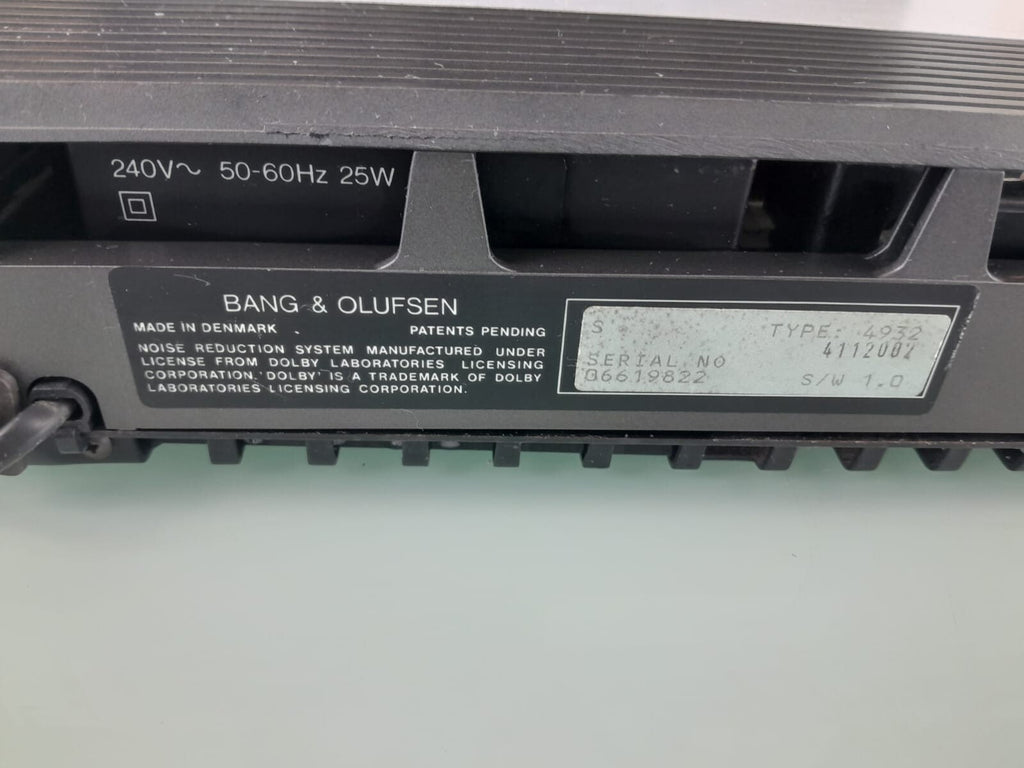 240V~ 50-60Hz 25W
BANG & OLUFSEN
MADE IN DENMARK PATENTS PENDING
NOISE REDUCTION SYSTEM MANUFACTURED UNDER
LICENSE FROM DOLBY LABORATORIES LICENSING
CORPORATION. 'DOLBY' IS A TRADEMARK OF DOLBY
LABORATORIES LICENSING CORPORATION.
S TYPE: 4932
SERIAL NO
06619822 S/W 1.0